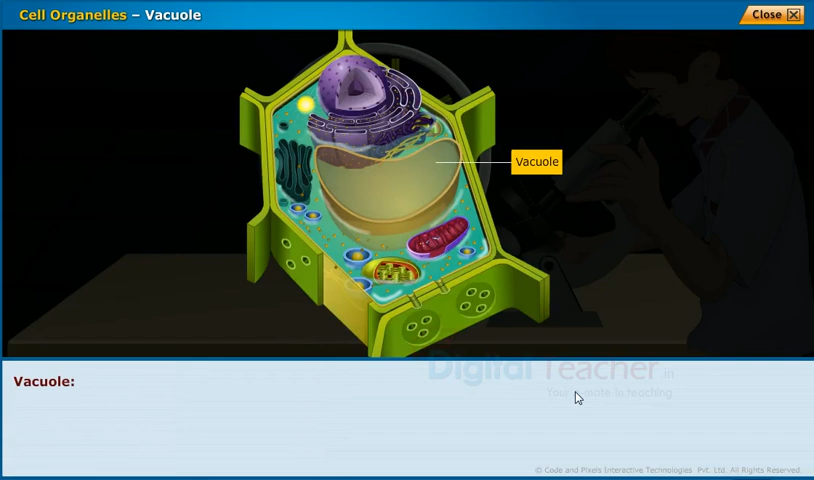 Cell Organelles – Vacuole
Close
Vacuole
Vacuole:
Digital Teacher.in
in teaching
© Code and Pixels Interactive Technologies Pvt. Ltd. All Rights Reserved.